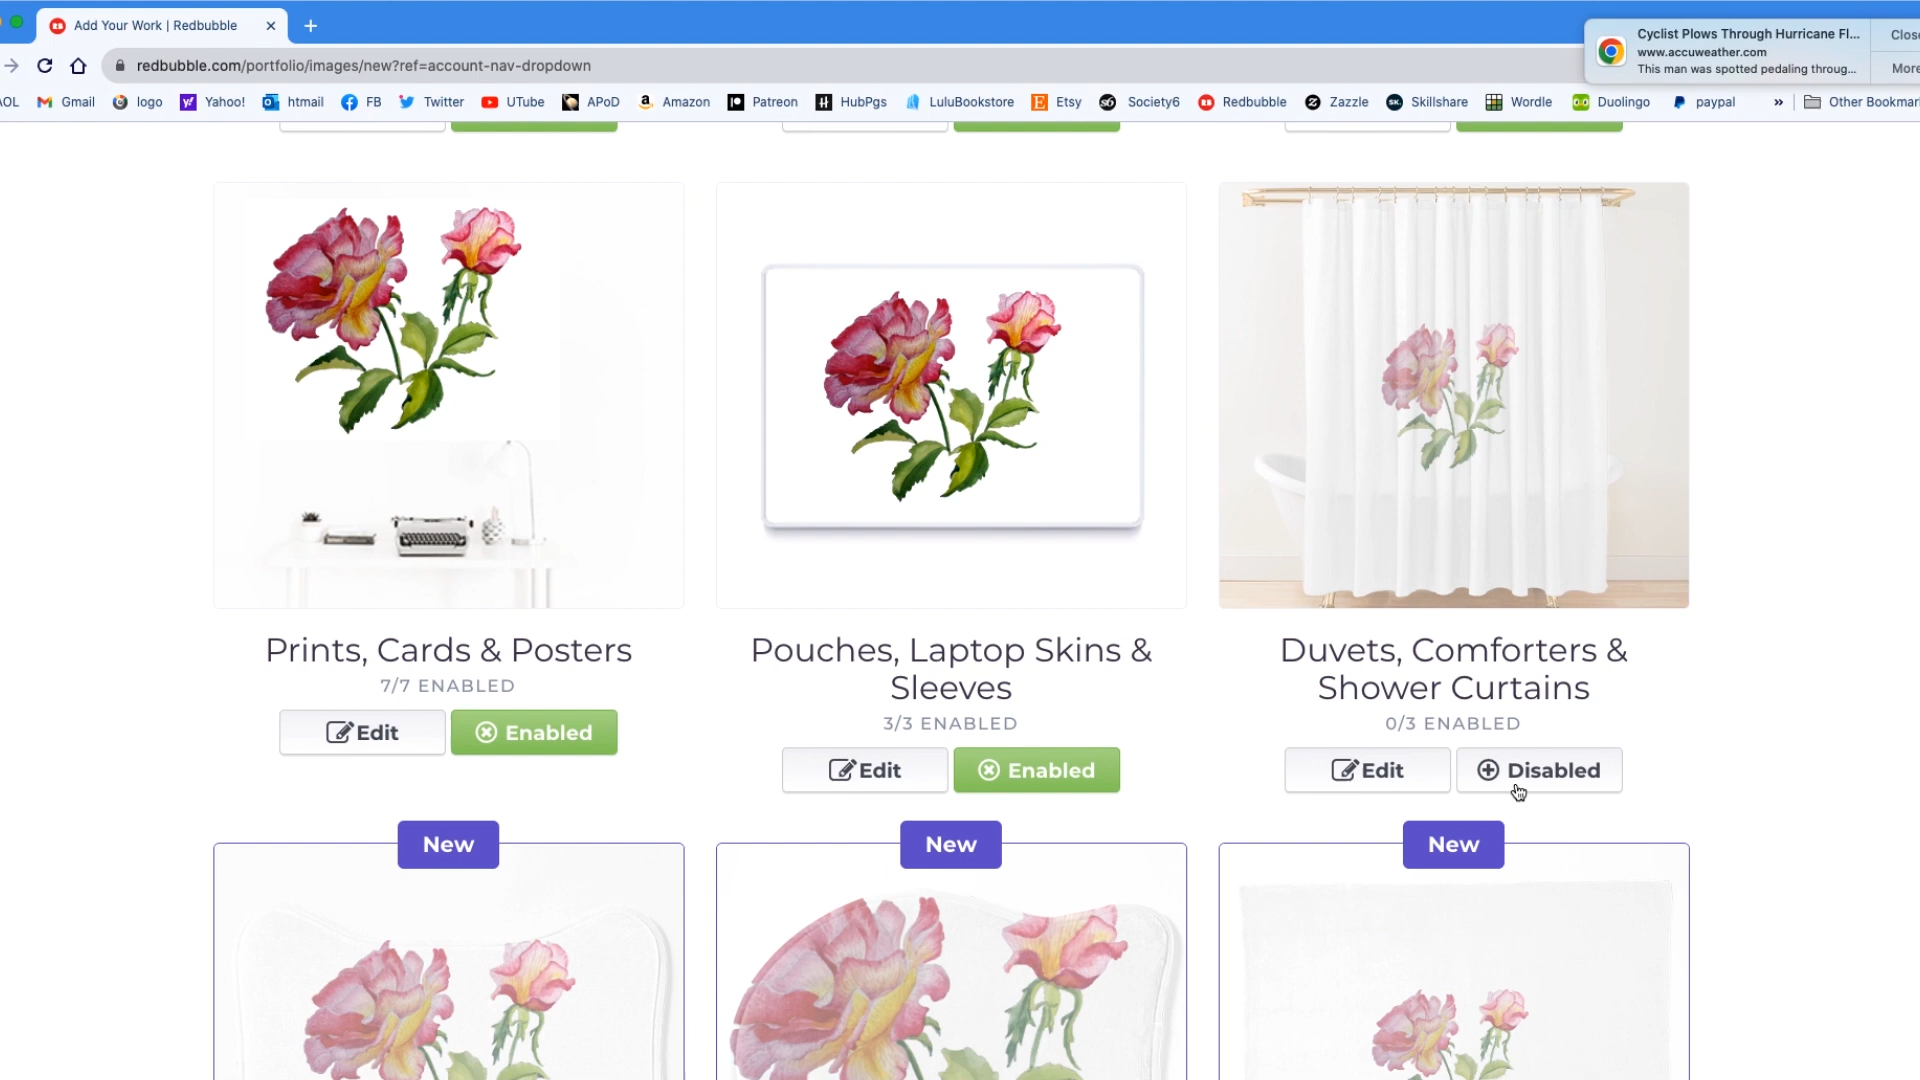 Add Your Work | Redbubble
redbubble.com/portfolio/images/new?ref=account-nav-dropdown
Cyclist Plows Through Hurricane Fl...
www.accuweather.com
This man was spotted pedaling throug...
Gmail logo Yahoo! htmail FB Twitter UTube APoD Amazon Patreon HubPgs LuluBookstore Etsy Society6 Redbubble Zazzle Skillshare Wordle Duolingo paypal » Other
Prints, Cards & Posters
7/7 ENABLED
Edit Enabled
Pouches, Laptop Skins &
Sleeves
3/3 ENABLED
Edit Enabled
Duvets, Comforters &
Shower Curtains
0/3 ENABLED
Edit Disabled
New
New
New